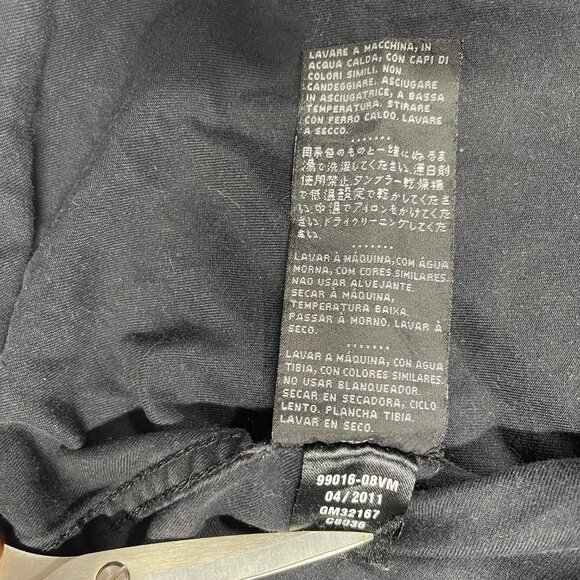 LAVARE A MACCHINA, IN
ACQUA CALDA, CON CAPI DI
COLORI SIMILI. NON
CANDEGGIARE. ASCIUGARE
IN ASCIUGATRICE, A BASSA
TEMPERATURA. STIRARE
CON FERRO CALDO. LAVARE
A SECCO.
同系色のものと一緒にぬるま
湯で洗濯してください。漂白剤
使用禁止 タンブラー乾燥機
で低温設定で乾かしてくださ
い。中温でアイロンをかけてくだ
さい。ドライクリーニングしてくだ
さい。
LAVAR À MÁQUINA, COM ÁGUA
MORNA, COM CORES SIMILARES.
NÃO USAR ALVEJANTE.
SECAR À MÁQUINA,
TEMPERATURA BAIXA.
PASSAR À MORNO. LAVAR À
SECO.
LAVAR A MÁQUINA, CON AGUA
TIBIA, CON COLORES SIMILARES.
NO USAR BLANQUEADOR.
SECAR EN SECADORA, CICLO
LENTO. PLANCHA TIBIA.
LAVAR EN SECO.
99016-08VM
04/2011
GM32167
C8036